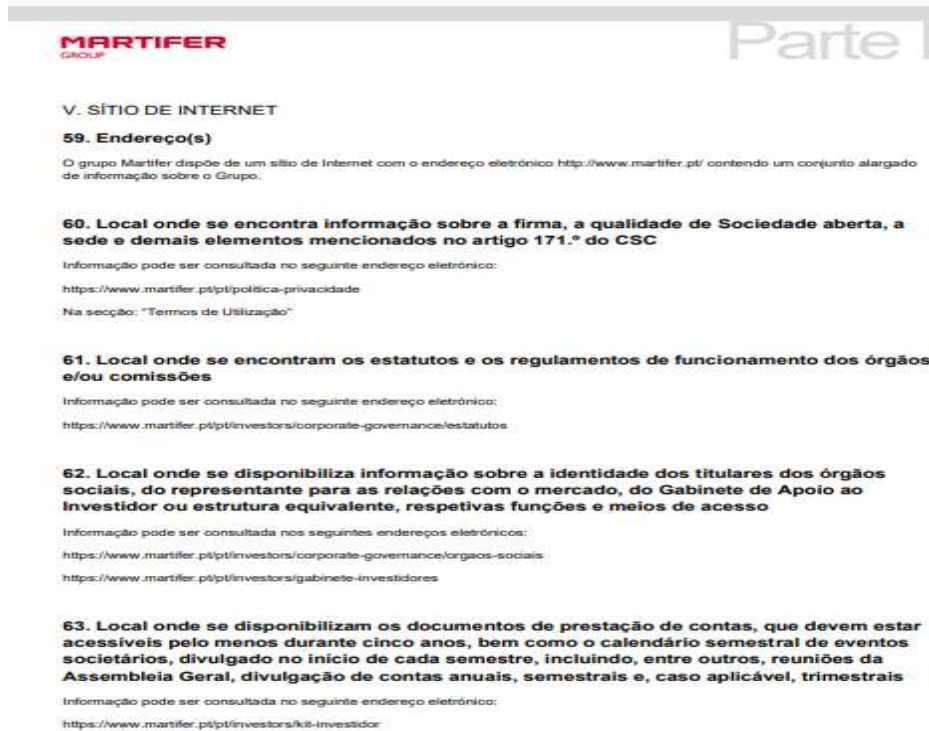 MARTIFER
GROUP
Parte
V. SÍTIO DE INTERNET
59. Endereço(s)
O grupo Martifer dispõe de um sítio de Internet com o endereço eletrónico http://www.martifer.pt/ contendo um conjunto alargado
de informação sobre o Grupo.
60. Local onde se encontra informação sobre a firma, a qualidade de Sociedade aberta, a
sede e demais elementos mencionados no artigo 171.º do CSC
Informação pode ser consultada no seguinte endereço eletrónico:
https://www.martifer.pt/pt/politica-privacidade
Na secção: "Termos de Utilização"
61. Local onde se encontram os estatutos e os regulamentos de funcionamento dos órgãos
e/ou comissões
Informação pode ser consultada no seguinte endereço eletrónico:
https://www.martifer.pt/pt/investors/corporate-governance/estatutos
62. Local onde se disponibiliza informação sobre a identidade dos titulares dos órgãos
sociais, do representante para as relações com o mercado, do Gabinete de Apoio ao
Investidor ou estrutura equivalente, respetivas funções e meios de acesso
Informação pode ser consultada nos seguintes endereços eletrónicos:
https://www.martifer.pt/pt/investors/corporate-governance/orgaos-sociais
https://www.martifer.pt/pt/investors/gabinete-investidores
63. Local onde se disponibilizam os documentos de prestação de contas, que devem estar
acessíveis pelo menos durante cinco anos, bem como o calendário semestral de eventos
societários, divulgado no início de cada semestre, incluindo, entre outros, reuniões da
Assembleia Geral, divulgação de contas anuais, semestrais e, caso aplicável, trimestrais
Informação pode ser consultada no seguinte endereço eletrónico:
https://www.martifer.pt/pt/investors/kit-investidor